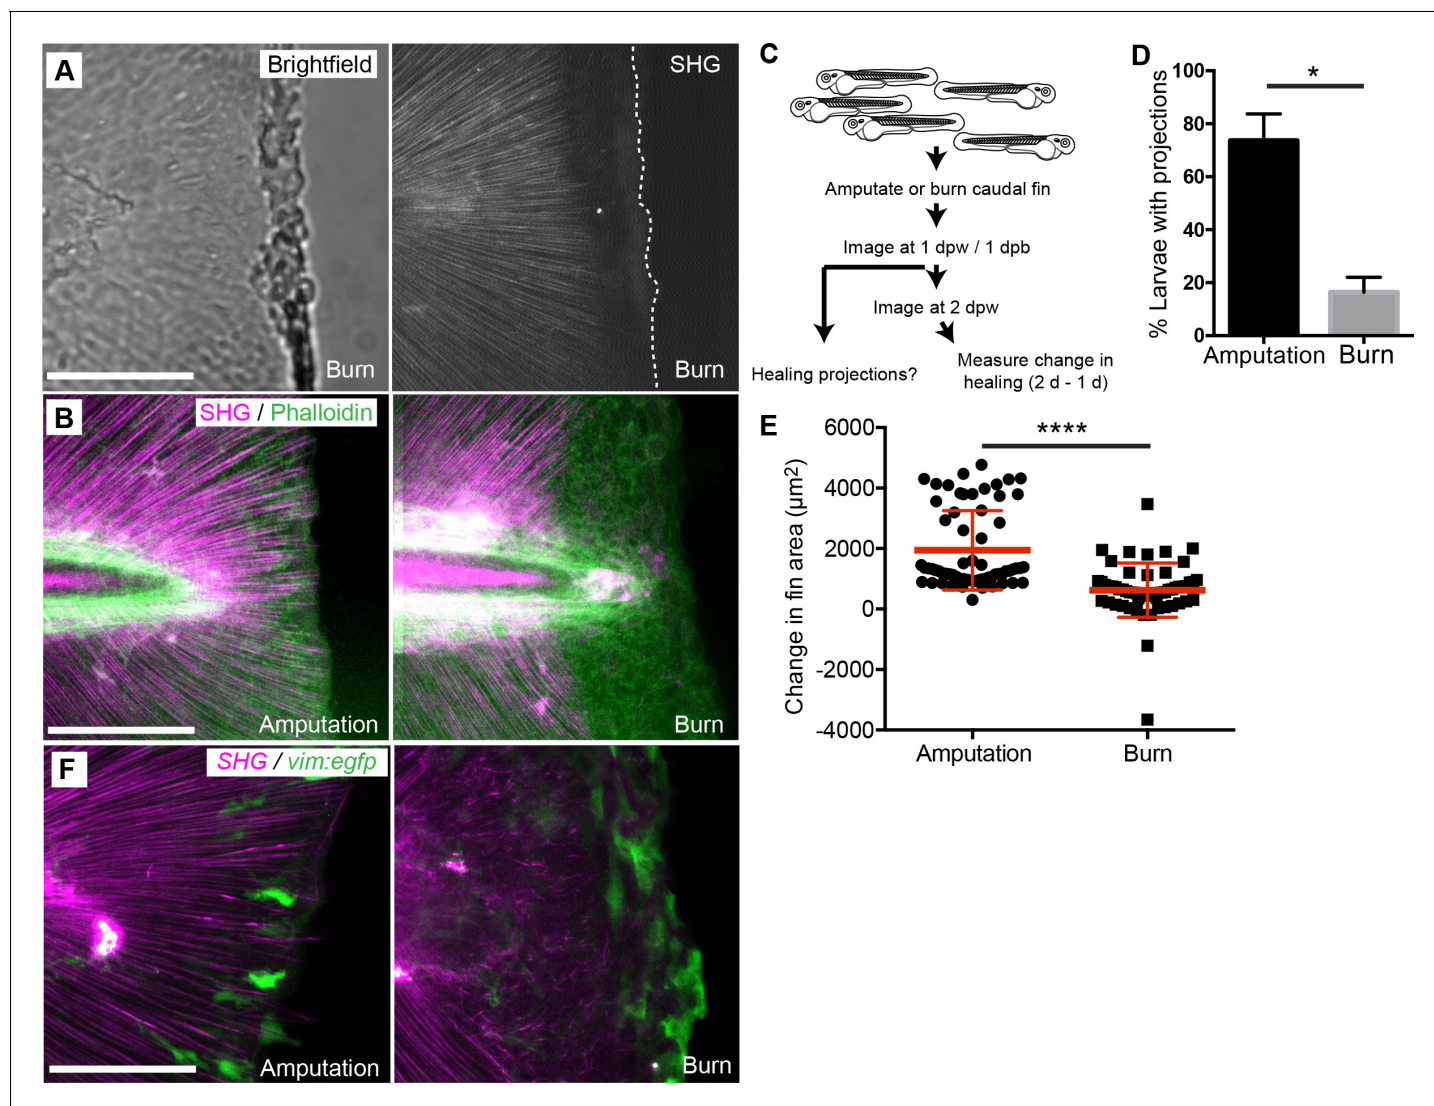 A
Brightfield
Burn
SHG
Burn
B
SHG / Phalloidin
Amputation
Burn
F
SHG / vim:egfp
Amputation
Burn
C
Amputate or burn caudal fin
Image at 1 dpw / 1 dpb
Image at 2 dpw
Healing projections?
Measure change in
healing (2 d - 1 d)
D
% Larvae with projections
100
80
60
40
20
0
*
Amputation
Burn
E
Change in fin area (µm²)
6000
4000
2000
0
-2000
-4000
****
Amputation
Burn